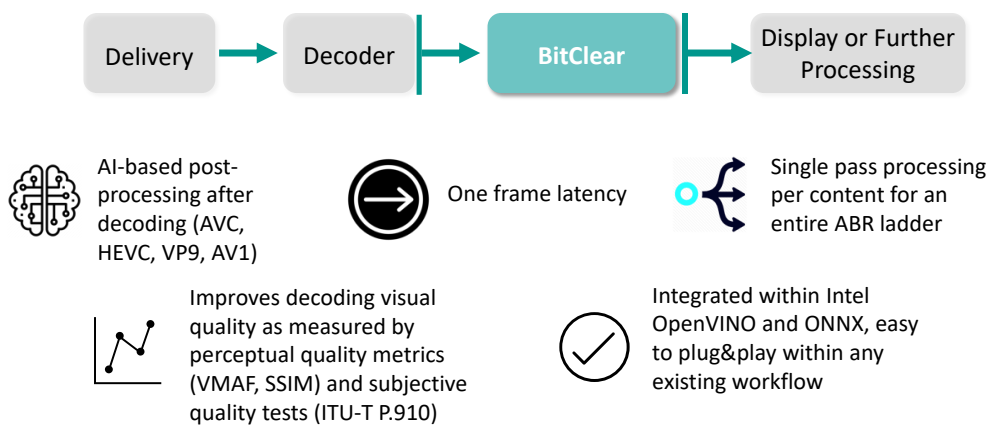 Delivery
Decoder
BitClear
Display or Further
Processing
AI-based post-
processing after
decoding (AVC,
HEVC, VP9, AV1)
One frame latency
Single pass processing
per content for an
entire ABR ladder
Improves decoding visual
quality as measured by
perceptual quality metrics
(VMAF, SSIM) and subjective
quality tests (ITU-T P.910)
Integrated within Intel
OpenVINO and ONNX, easy
to plug&play within any
existing workflow